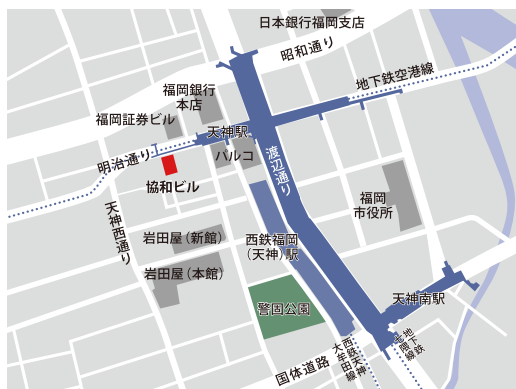 日本銀行福岡支店
昭和通り
地下鉄空港線
福岡銀行
本店
福岡証券ビル
天神駅
明治通り
パルコ
渡辺通り
協和ビル
福岡
市役所
天神西通り
岩田屋（新館）
西鉄福岡
（天神）駅
岩田屋（本館）
天神南駅
警固公園
地下鉄
七隈線
西鉄天神
大牟田線
国体道路